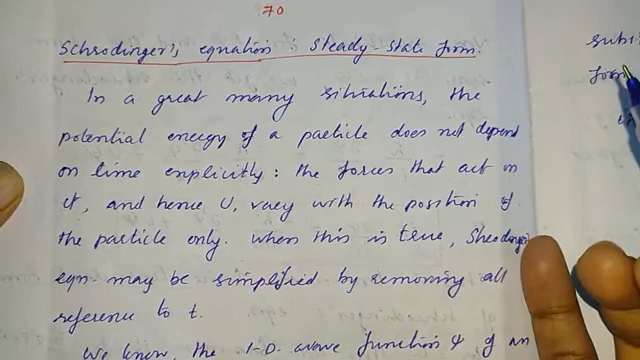 70
Schrodinger's equation : Steady-State form.
In a great many situations, the
potential energy of a particle does not depend
on time explicitly : the forces that act on
it, and hence U, vary with the position of
the particle only. When this is true, Shrodinger
eqn may be simplified by removing all
reference to t.
We know, the 1-D wave function ψ of an
subs
form